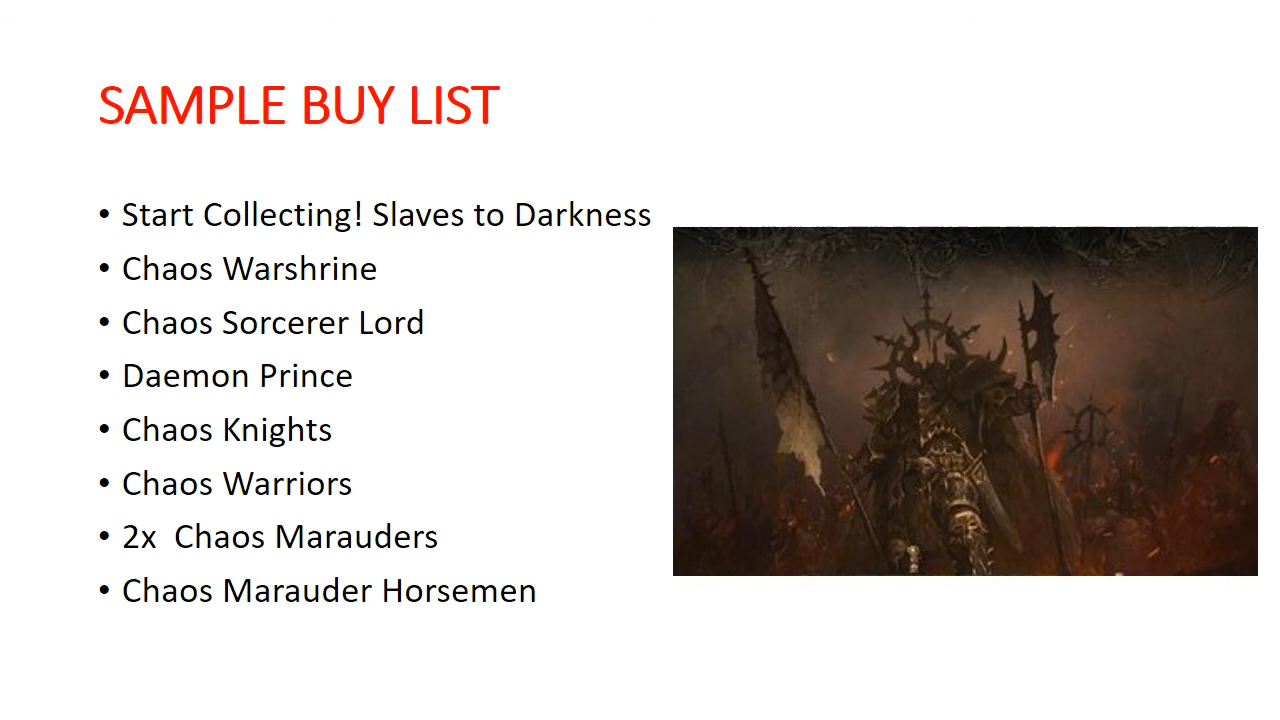 SAMPLE BUY LIST
• Start Collecting! Slaves to Darkness
• Chaos Warshrine
• Chaos Sorcerer Lord
• Daemon Prince
• Chaos Knights
• Chaos Warriors
• 2x  Chaos Marauders
• Chaos Marauder Horsemen